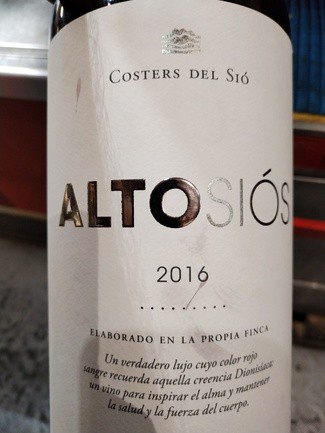 COSTERS DEL SIÓ
ALTOSIÓS
2016
ELABORADO EN LA PROPIA FINCA
Un verdadero lujo cuyo color rojo
sangre recuerda aquella creencia Dionisíaca:
un vino para inspirar el alma y mantener
la salud y la fuerza del cuerpo.